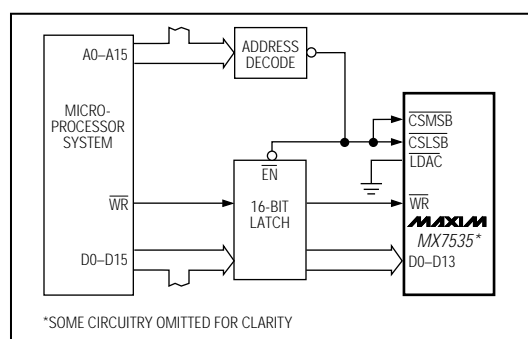 A0–A15
MICRO-
PROCESSOR
SYSTEM
WR
D0–D15
ADDRESS
DECODE
EN
16-BIT
LATCH
CSMSB
CSLSB
LDAC
WR
MAXIM
MX7535*
D0–D13
*SOME CIRCUITRY OMITTED FOR CLARITY